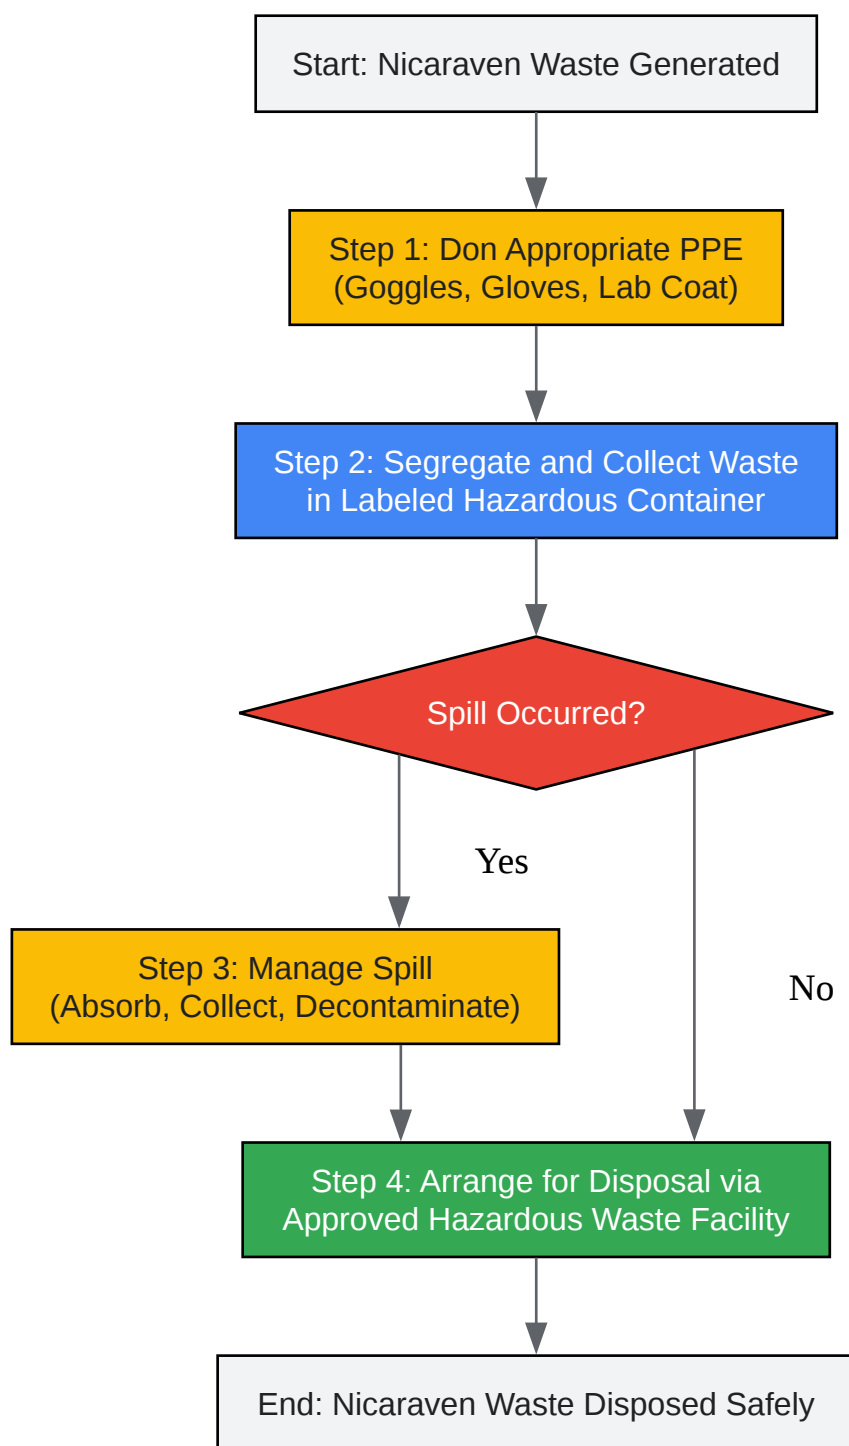 Start: Nicaraven Waste Generated
Step 1: Don Appropriate PPE
(Goggles, Gloves, Lab Coat)
Step 2: Segregate and Collect Waste
in Labeled Hazardous Container
Spill Occurred?
Yes
Step 3: Manage Spill
(Absorb, Collect, Decontaminate)
No
Step 4: Arrange for Disposal via
Approved Hazardous Waste Facility
End: Nicaraven Waste Disposed Safely